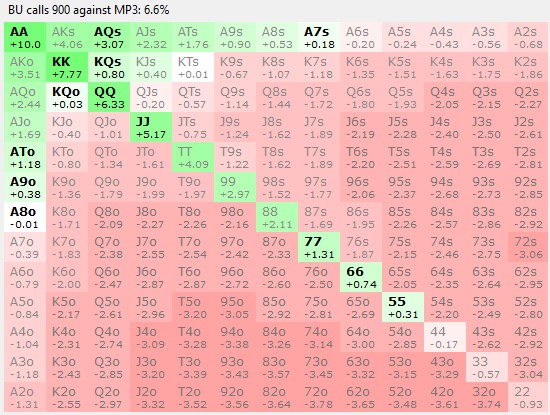 BU calls 900 against MP3: 6.6%
AA AKs AQs AJs ATs A9s A8s A7s A6s A5s A4s A3s A2s
+10.0 +4.06 +3.07 +2.32 +1.76 +0.90 +0.53 +0.18 -0.20 -0.24 -0.43 -0.56 -0.68
AKo KK KQs KJs KTs K9s K8s K7s K6s K5s K4s K3s K2s
+3.51 +7.77 +0.80 +0.40 +0.01 -0.67 -1.07 -1.18 -1.35 -1.51 -1.63 -1.75 -1.86
AQo KQo QQ QJs QTs Q9s Q8s Q7s Q6s Q5s Q4s Q3s Q2s
+2.44 +0.03 +6.33 -0.20 -0.57 -1.14 -1.44 -1.72 -1.80 -1.93 -2.05 -2.15 -2.27
AJo KJo QJo JJ JTs J9s J8s J7s J6s J5s J4s J3s J2s
+1.69 -0.40 -1.01 +5.17 -0.75 -1.24 -1.62 -1.89 -2.19 -2.28 -2.40 -2.50 -2.61
ATo KTo QTo JTo TT T9s T8s T7s T6s T5s T4s T3s T2s
+1.18 -0.80 -1.34 -1.61 +4.09 -1.22 -1.62 -1.86 -2.20 -2.51 -2.59 -2.69 -2.81
A9o K9o Q9o J9o T9o 99 98s 97s 96s 95s 94s 93s 92s
+0.38 -1.36 -1.79 -1.99 -1.97 +2.97 -1.52 -1.77 -2.06 -2.37 -2.68 -2.73 -2.85
A8o K8o Q8o J8o T8o 98o 88 87s 86s 85s 84s 83s 82s
-0.01 -1.71 -2.09 -2.27 -2.26 -2.16 +2.11 -1.69 -1.95 -2.26 -2.57 -2.86 -2.92
A7o K7o Q7o J7o T7o 97o 87o 77 76s 75s 74s 73s 72s
-0.39 -1.83 -2.38 -2.55 -2.54 -2.42 -2.33 +1.31 -1.87 -2.15 -2.46 -2.75 -3.06
A6o K6o Q6o J6o T6o 96o 86o 76o 66 65s 64s 63s 62s
-0.79 -2.00 -2.47 -2.87 -2.87 -2.72 -2.60 -2.50 +0.74 -2.05 -2.35 -2.64 -2.95
A5o K5o Q5o J5o T5o 95o 85o 75o 65o 55 54s 53s 52s
-0.84 -2.17 -2.61 -2.96 -3.20 -3.05 -2.92 -2.81 -2.69 +0.31 -2.20 -2.49 -2.80
A4o K4o Q4o J4o T4o 94o 84o 74o 64o 54o 44 43s 42s
-1.04 -2.31 -2.74 -3.09 -3.28 -3.38 -3.26 -3.14 -3.00 -2.85 -0.17 -2.62 -2.92
A3o K3o Q3o J3o T3o 93o 83o 73o 63o 53o 43o 33 32s
-1.18 -2.43 -2.85 -3.20 -3.39 -3.43 -3.57 -3.45 -3.32 -3.15 -3.29 -0.57 -3.04
A2o K2o Q2o J2o T2o 92o 82o 72o 62o 52o 42o 32o 22
-1.31 -2.55 -2.97 -3.32 -3.52 -3.56 -3.64 -3.78 -3.65 -3.48 -3.61 -3.74 -0.93